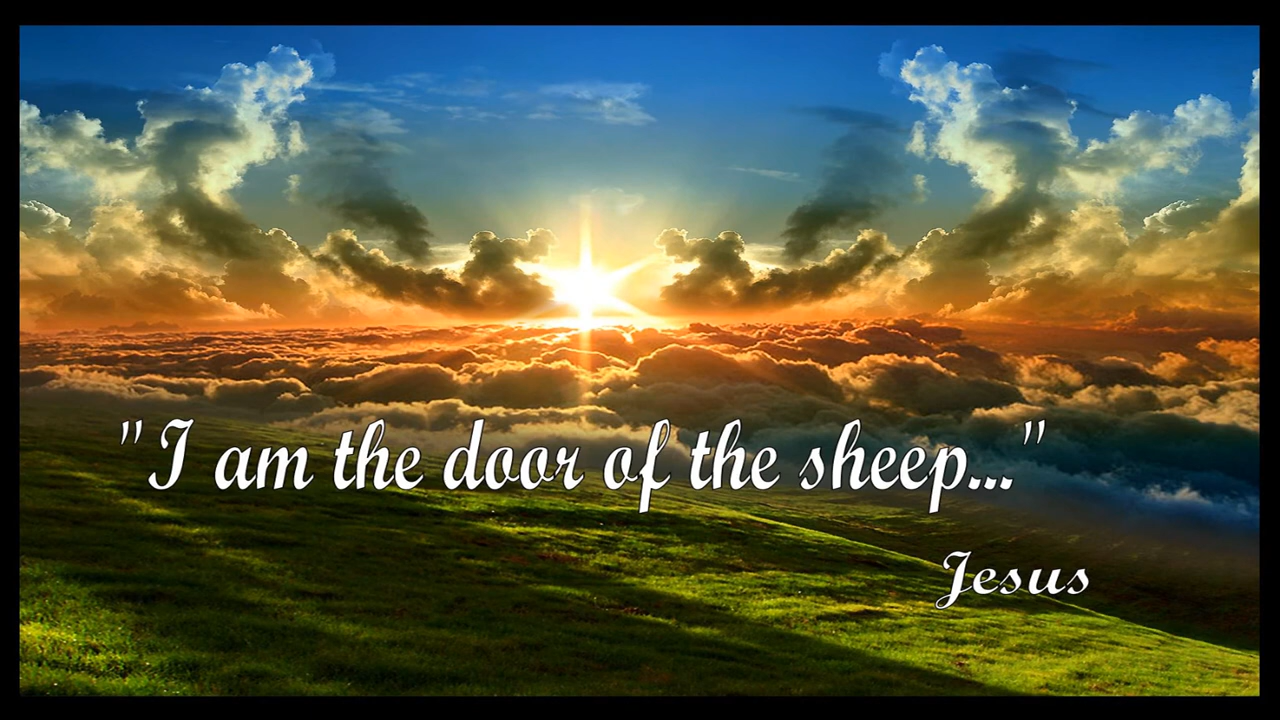 "I am the door of the sheep..."
Jesus